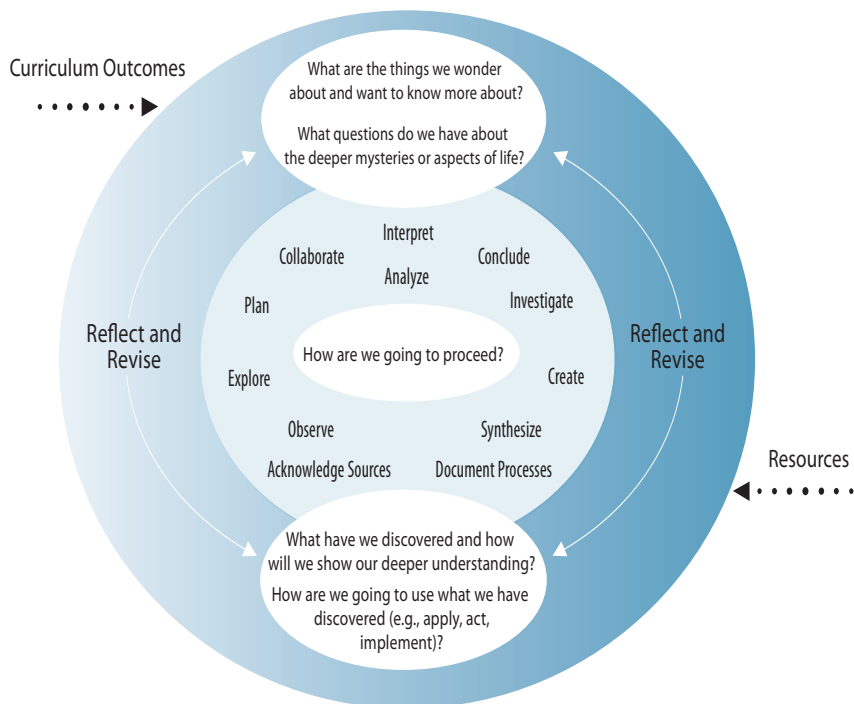 Curriculum Outcomes
What are the things we wonder
about and want to know more about?
What questions do we have about
the deeper mysteries or aspects of life?
Interpret
Collaborate
Conclude
Analyze
Plan
Investigate
Reflect and
Revise
How are we going to proceed?
Reflect and
Revise
Explore
Create
Observe
Synthesize
Acknowledge Sources
Document Processes
Resources
What have we discovered and how
will we show our deeper understanding?
How are we going to use what we have
discovered (e.g., apply, act,
implement)?